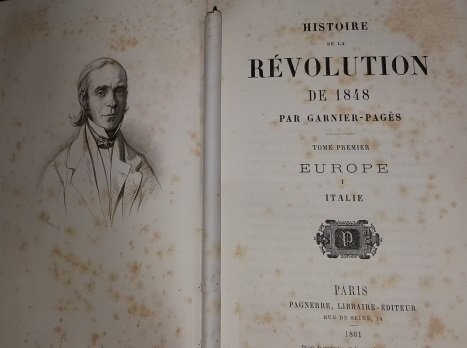 HISTOIRE
DE LA
RÉVOLUTION
DE 1848
PAR GARNIER-PAGÈS
TOME PREMIER
EUROPE
I
ITALIE
P
PARIS
PAGNERRE, LIBRAIRE-ÉDITEUR
RUE DE SEINE, 18
1861